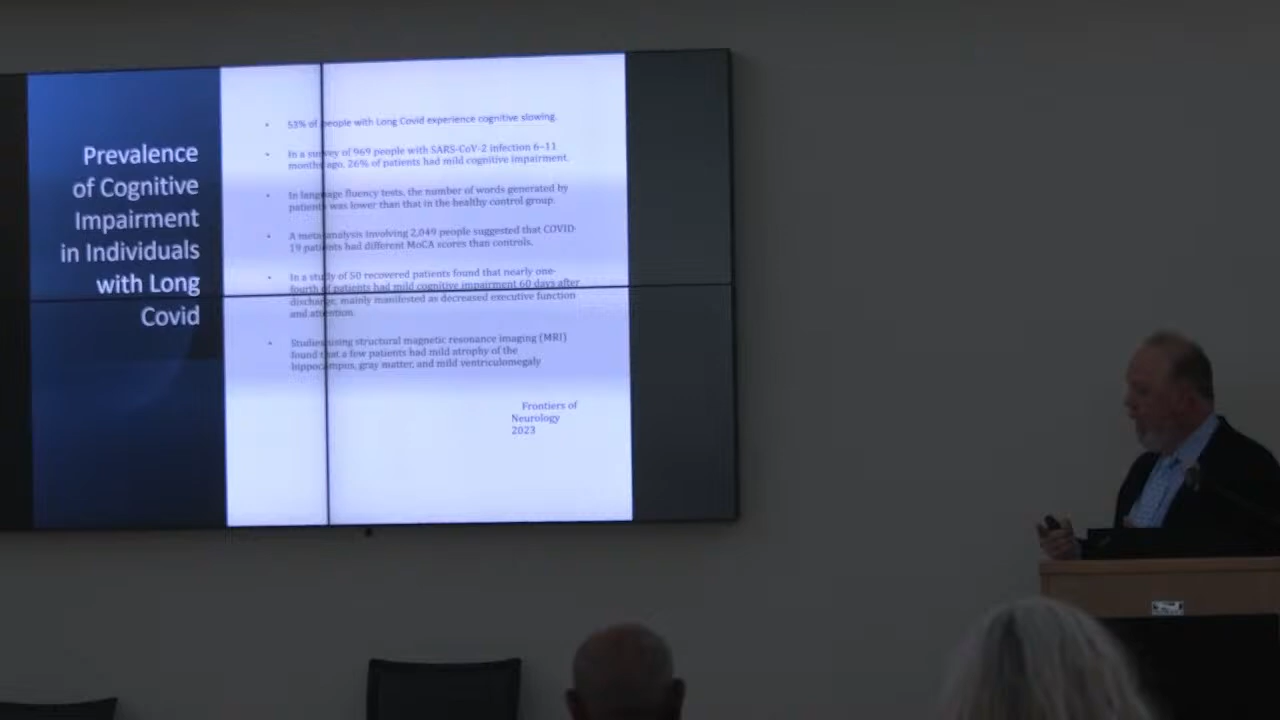 Prevalence
of Cognitive
Impairment
in Individuals
with Long
Covid
• 53% of people with Long Covid experience cognitive slowing.
• In a survey of 969 people with SARS-CoV-2 infection 6–11
months ago, 26% of patients had mild cognitive impairment.
• In language fluency tests, the number of words generated by
patients was lower than that in the healthy control group.
• A meta-analysis involving 2,049 people suggested that COVID-
19 patients had different MoCA scores than controls.
• In a study of 50 recovered patients found that nearly one-
fourth of patients had mild cognitive impairment 60 days after
discharge, mainly manifested as decreased executive function
and attention.
• Studies using structural magnetic resonance imaging (MRI)
found that a few patients had mild atrophy of the
hippocampus, gray matter, and mild ventriculomegaly
Frontiers of
Neurology
2023